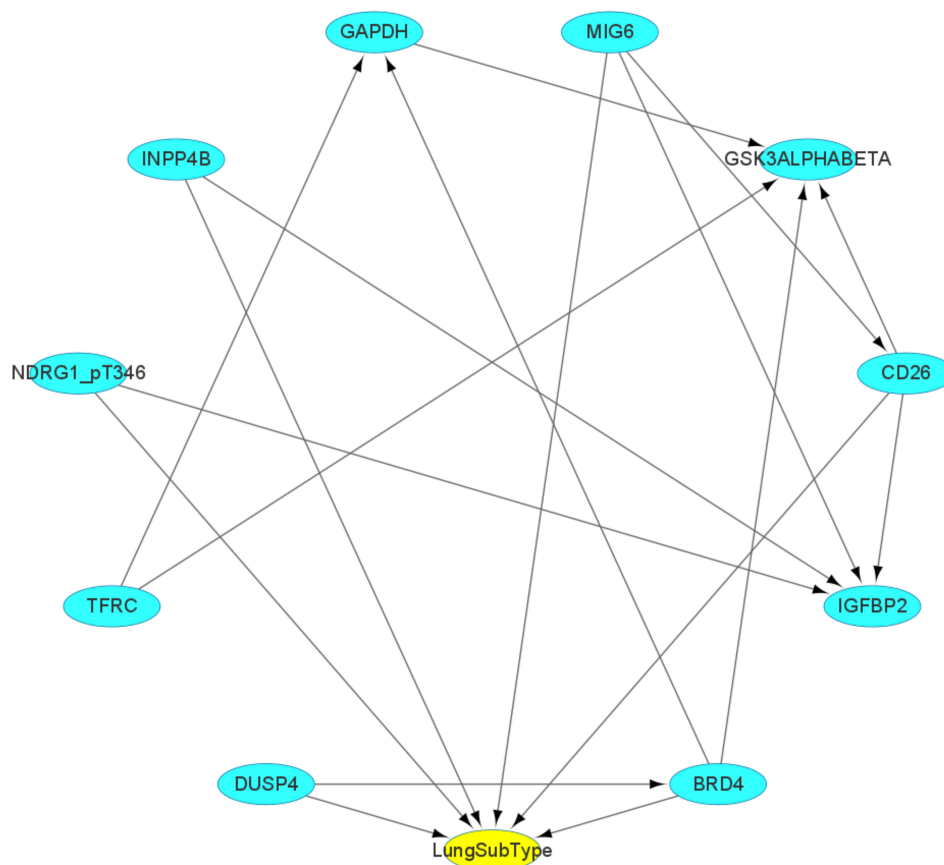 GAPDH
MIG6
INPP4B
GSK3ALPHABETA
NDRG1_pT346
CD26
TFRC
IGFBP2
DUSP4
BRD4
LungSubType